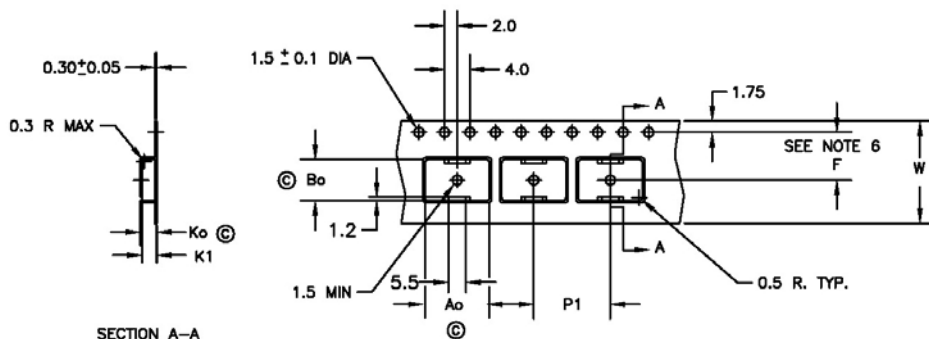 2.0
0.30±0.05
1.5 ± 0.1 DIA
4.0
A
1.75
0.3 R MAX
SEE NOTE 6
F
W
Ⓒ Bo
1.2
Ko Ⓒ
K1
A
5.5
1.5 MIN
0.5 R. TYP.
Ao
P1
Ⓒ
SECTION A-A